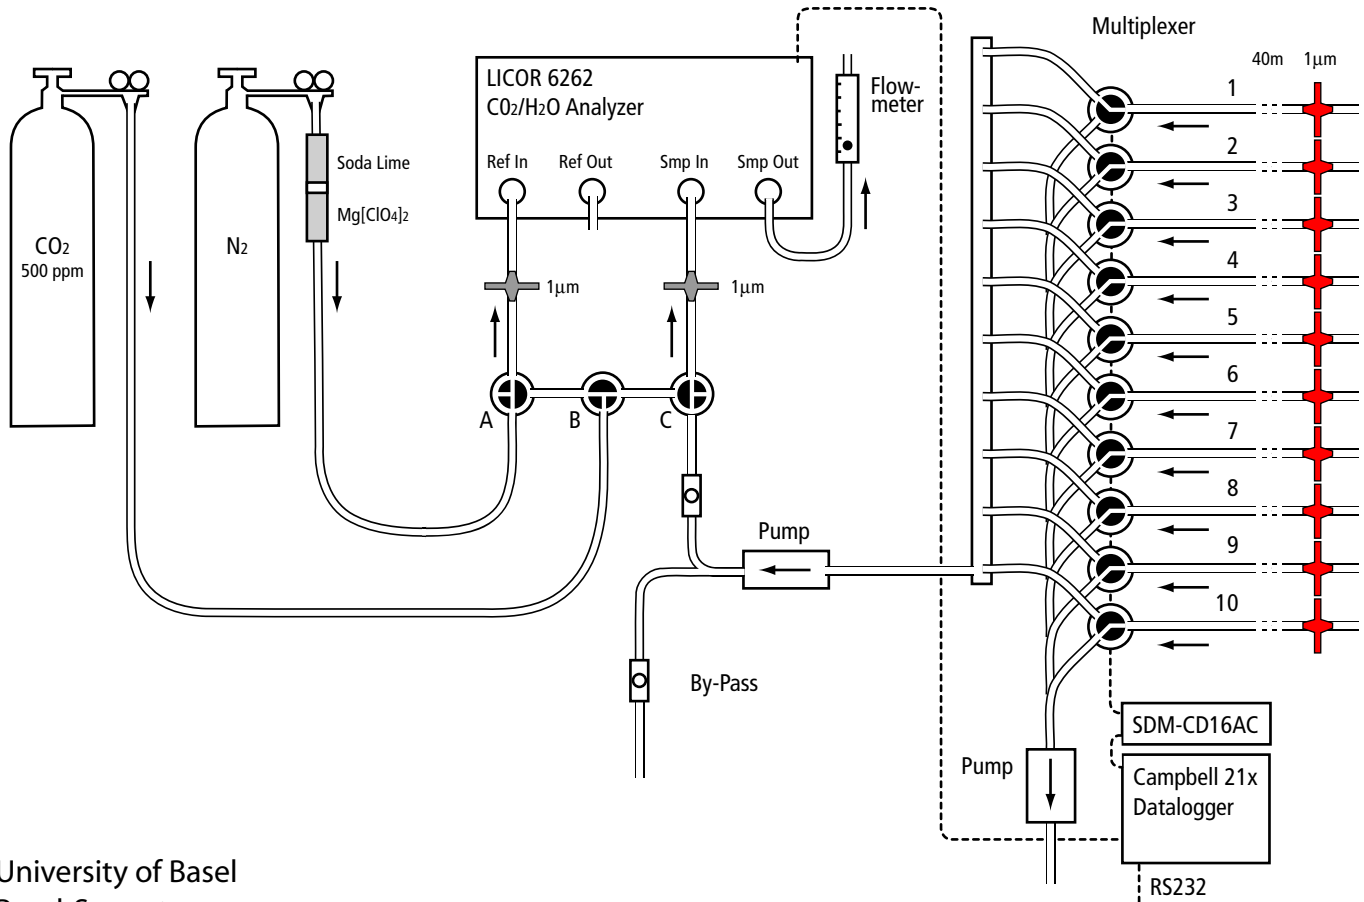 Multiplexer
40m 1µm
LICOR 6262
C02/H2O Analyzer
Flow-
meter
Ref In Ref Out Smp In Smp Out
Soda Lime
Mg[ClO4]2
CO2
500 ppm
N2
1µm
1µm
A
B
C
1
2
3
4
5
6
7
8
9
10
Pump
By-Pass
Pump
SDM-CD16AC
Campbell 21x
Datalogger
RS232
University of Basel